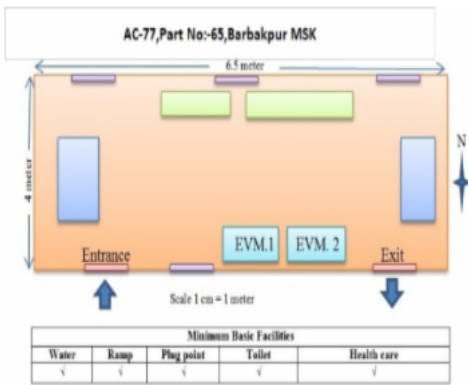 AC-77,Part No:-65,Barbakpur MSK
6.5 meter
4 meter
N
EVM.1 EVM. 2
Entrance Exit
Scale 1 cm = 1 meter
Minimum Basic Facilities
Water Ramp Plug point Toilet Health care
√ √ √ √ √